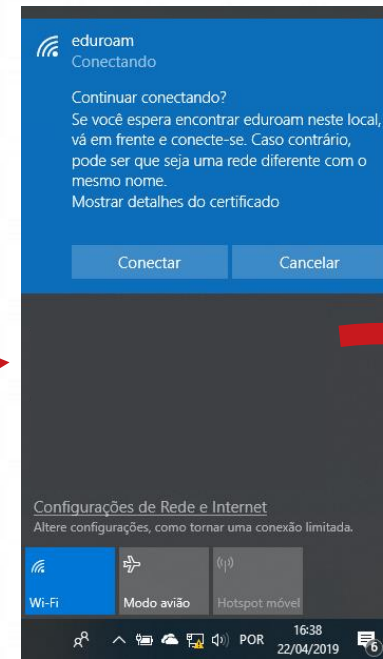 eduroam
Conectando
Continuar conectando?
Se você espera encontrar eduroam neste local,
vá em frente e conecte-se. Caso contrário,
pode ser que seja uma rede diferente com o
mesmo nome.
Mostrar detalhes do certificado
Conectar Cancelar
Configurações de Rede e Internet
Altere configurações, como tornar uma conexão limitada.
Wi-Fi Modo avião Hotspot móvel
POR 16:38
22/04/2019 6